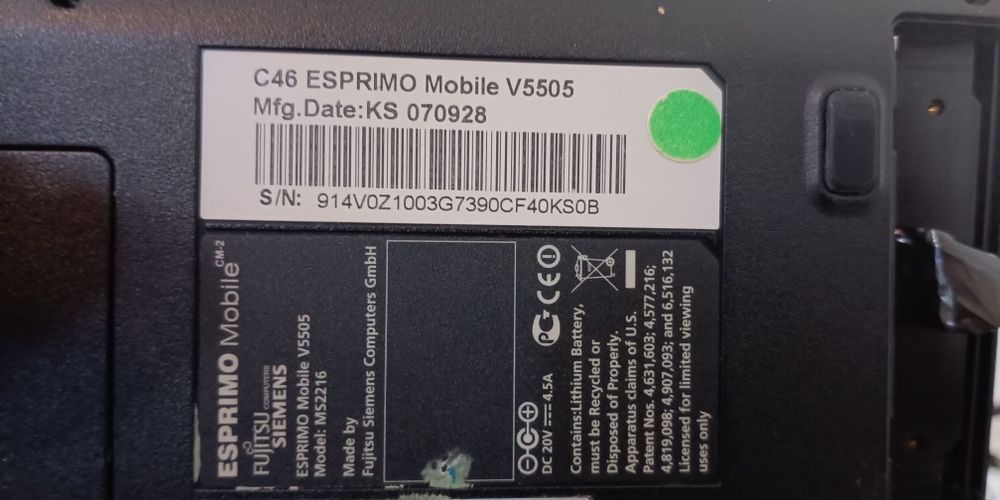 C46 ESPRIMO Mobile V5505
Mfg.Date:KS 070928
S/N: 914V0Z1003G7390CF40KS0B
ESPRIMO Mobile CM-2
FUJITSU COMPUTERS
SIEMENS
ESPRIMO Mobile V5505
Model: MS2216
Made by
Fujitsu Siemens Computers GmbH
DC 20V 4.5A
PG CE
Contains:Lithium Battery,
must be Recycled or
Disposed of Properly.
Apparatus claims of U.S.
Patent Nos. 4,631,603; 4,577,216;
4,819,098; 4,907,093; and 6,516,132
Licensed for limited viewing
uses only